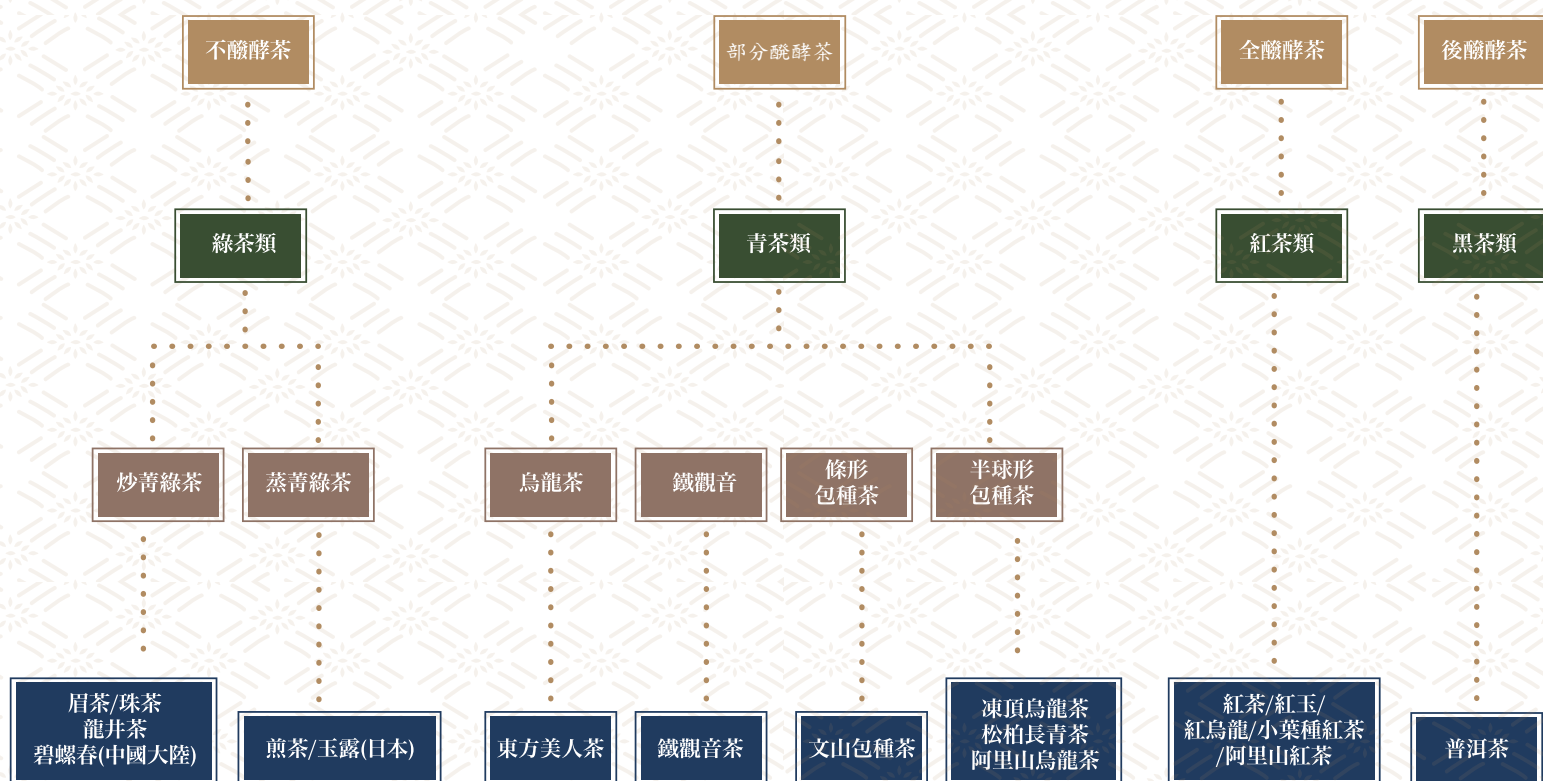 不醱酵茶
部分醱酵茶
全醱酵茶
後醱酵茶
綠茶類
青茶類
紅茶類
黑茶類
炒菁綠茶
蒸菁綠茶
烏龍茶
鐵觀音
條形
包種茶
半球形
包種茶
眉茶/珠茶
龍井茶
碧螺春(中國大陸)
煎茶/玉露(日本)
東方美人茶
鐵觀音茶
文山包種茶
凍頂烏龍茶
松柏長青茶
阿里山烏龍茶
紅茶/紅玉/
紅烏龍/小葉種紅茶
/阿里山紅茶
普洱茶